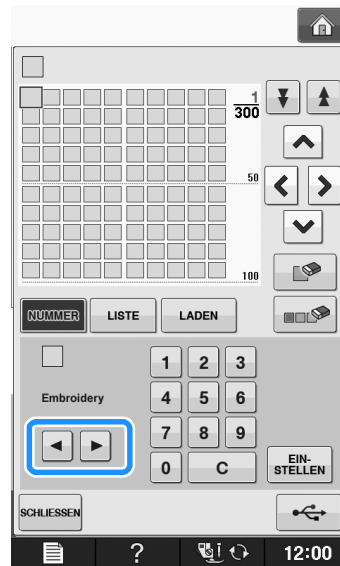 1
300
50
100
NUMMER LISTE LADEN
Embroidery
1 2 3
4 5 6
7 8 9
0 C
EIN-
STELLEN
SCHLIESSEN
? 12:00